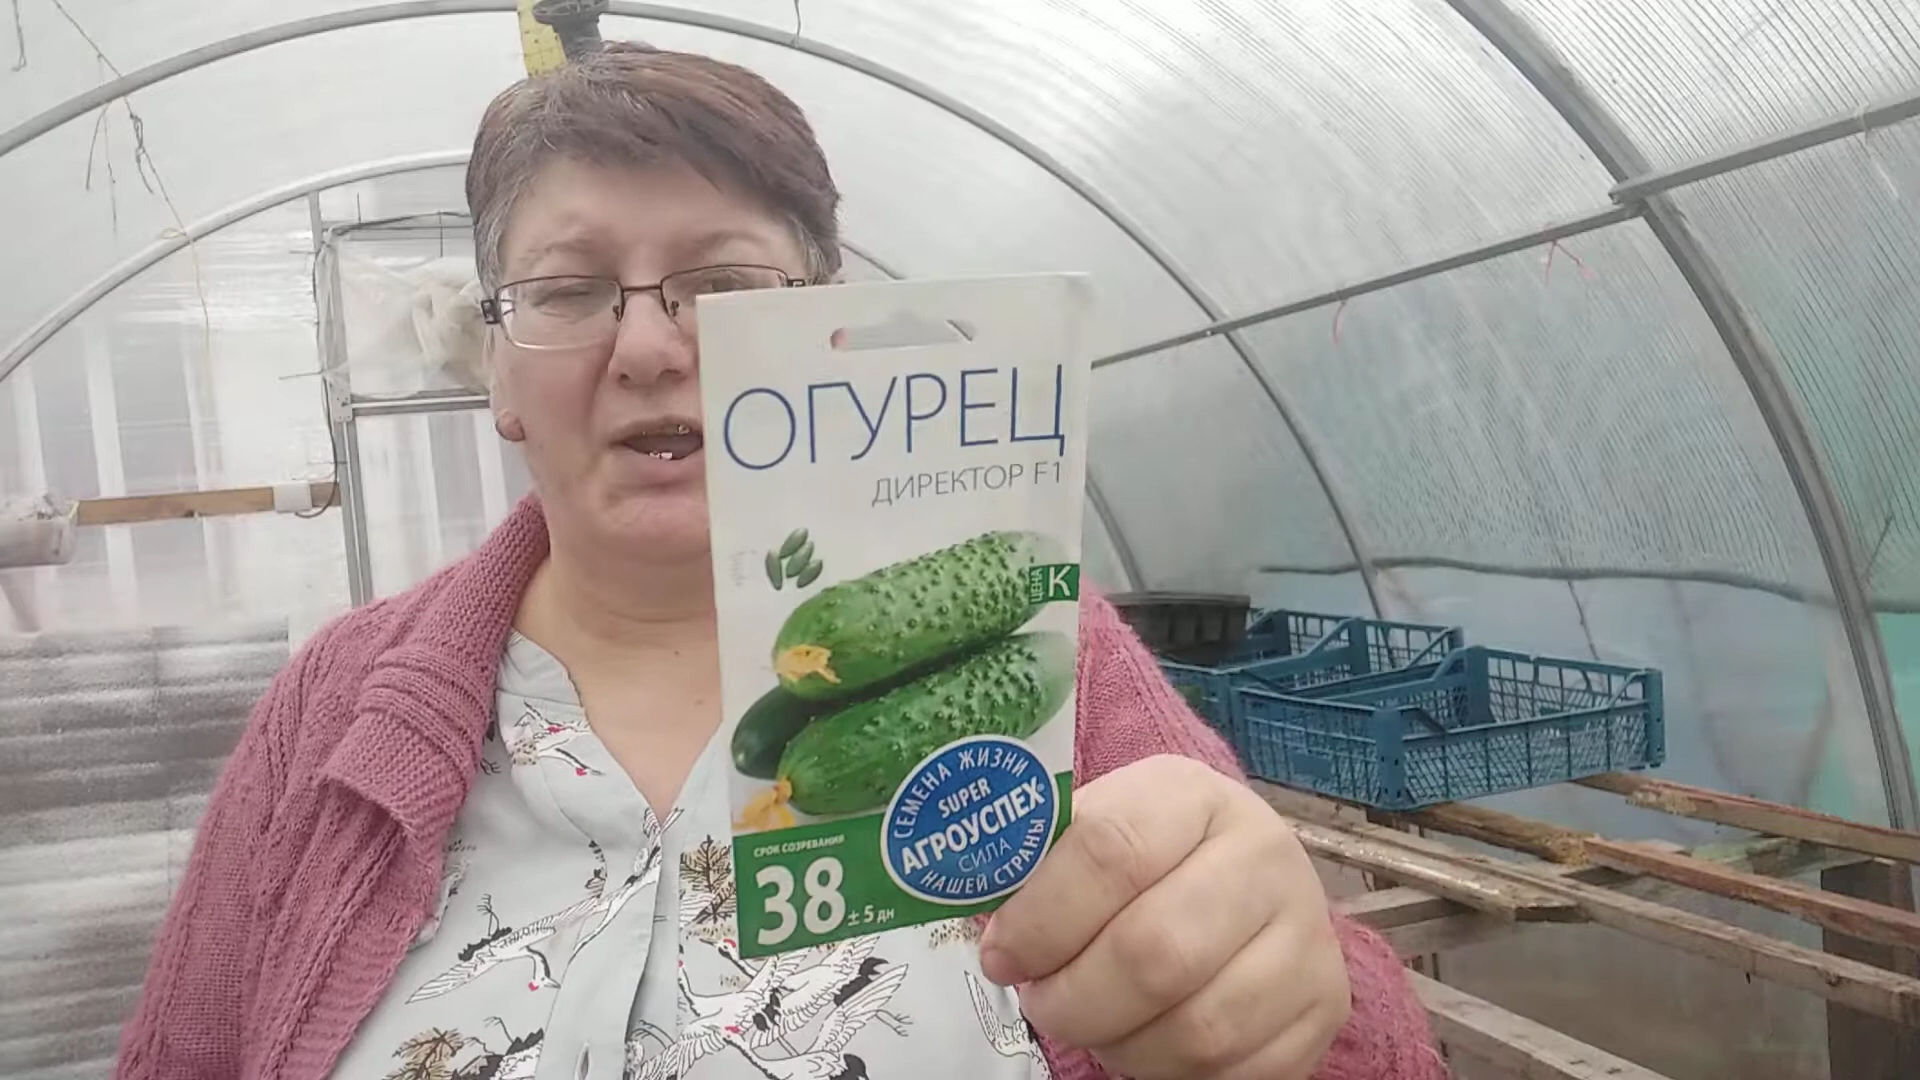 ОГУРЕЦ
ДИРЕКТОР F1
ЦЕНА К
СЕМЕНА ЖИЗНИ
SUPER
АГРОУСПЕХ
СИЛА
НАШЕЙ СТРАНЫ
СРОК СОЗРЕВАНИЯ
38 ± 5 дн